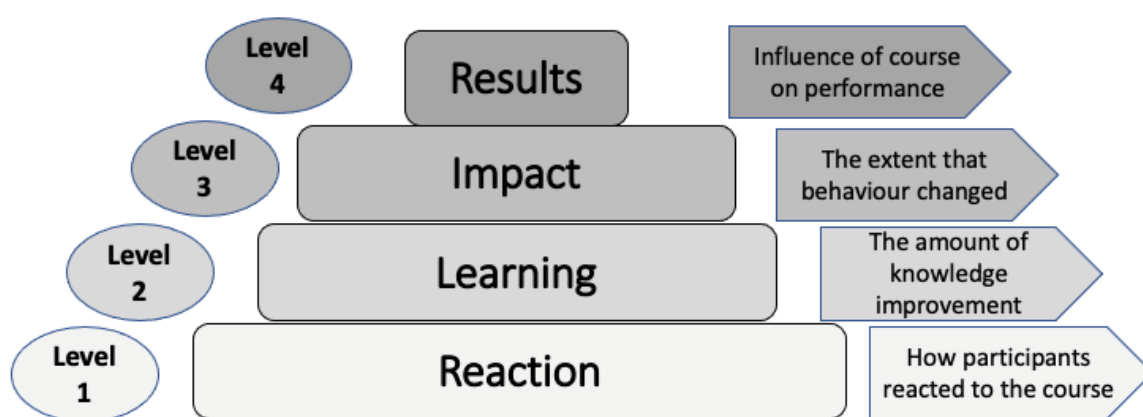 Level
4
Results
Influence of course
on performance
Level
3
Impact
The extent that
behaviour changed
Level
2
Learning
The amount of
knowledge
improvement
Level
1
Reaction
How participants
reacted to the course